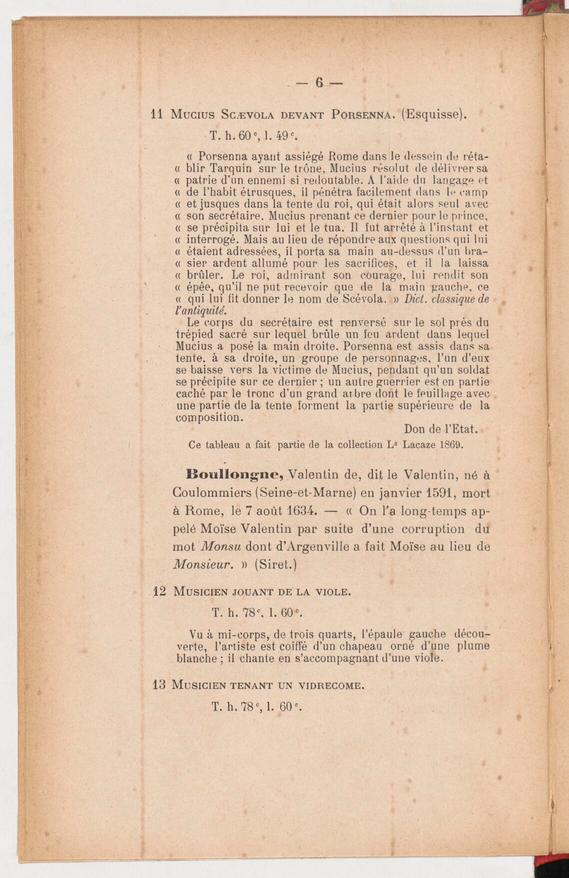 — 6 —
11 Mucius Scævola devant Porsenna. (Esquisse).
T. h. 60 c, l. 49 c.
« Porsenna ayant assiégé Rome dans le dessein de réta-
« blir Tarquin sur le trône, Mucius résolut de délivrer sa
« patrie d'un ennemi si redoutable. A l'aide du langage et
« de l'habit étrusques, il pénétra facilement dans le camp
« et jusques dans la tente du roi, qui était alors seul avec
« son secrétaire. Mucius prenant ce dernier pour le prince,
« se précipita sur lui et le tua. Il fut arrêté à l'instant et
« interrogé. Mais au lieu de répondre aux questions qui lui
« étaient adressées, il porta sa main au-dessus d'un bra-
« sier ardent allumé pour les sacrifices, et il la laissa
« brûler. Le roi, admirant son courage, lui rendit son
« épée, qu'il ne put recevoir que de la main gauche, ce
« qui lui fit donner le nom de Scévola. » Dict. classique de
l'antiquité.
Le corps du secrétaire est renversé sur le sol près du
trépied sacré sur lequel brûle un feu ardent dans lequel
Mucius a posé la main droite. Porsenna est assis dans sa
tente, à sa droite, un groupe de personnages, l'un d'eux
se baisse vers la victime de Mucius, pendant qu'un soldat
se précipite sur ce dernier ; un autre guerrier est en partie
caché par le tronc d'un grand arbre dont le feuillage avec
une partie de la tente forment la partie supérieure de la
composition.
Don de l'Etat.
Ce tableau a fait partie de la collection Ls Lacaze 1869.
Boullongne, Valentin de, dit le Valentin, né à
Coulommiers (Seine-et-Marne) en janvier 1591, mort
à Rome, le 7 août 1634. — « On l'a long-temps ap-
pelé Moïse Valentin par suite d'une corruption du
mot Monsu dont d'Argenville a fait Moïse au lieu de
Monsieur. » (Siret.)
12 Musicien jouant de la viole.
T. h. 78 c. l. 60 c.
Vu à mi-corps, de trois quarts, l'épaule gauche décou-
verte, l'artiste est coiffé d'un chapeau orné d'une plume
blanche ; il chante en s'accompagnant d'une viole.
13 Musicien tenant un vidrecome.
T. h. 78 c, l. 60 c.